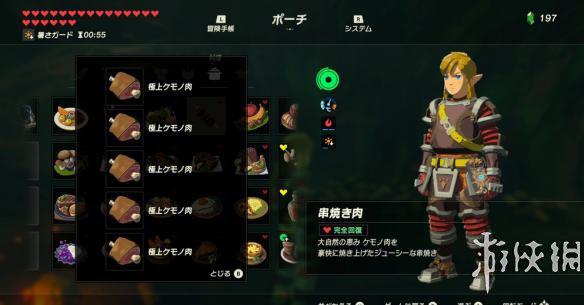 L
ポーチ
R
冒険手帳
システム
197
暑さガード 00:55
極上ケモノ肉
極上ケモノ肉
極上ケモノ肉
極上ケモノ肉
極上ケモノ肉
とじる B
串焼き肉
完全回復
大自然の恵み ケモノ肉を
豪快に焼き上げたジューシーな串焼き
游侠網